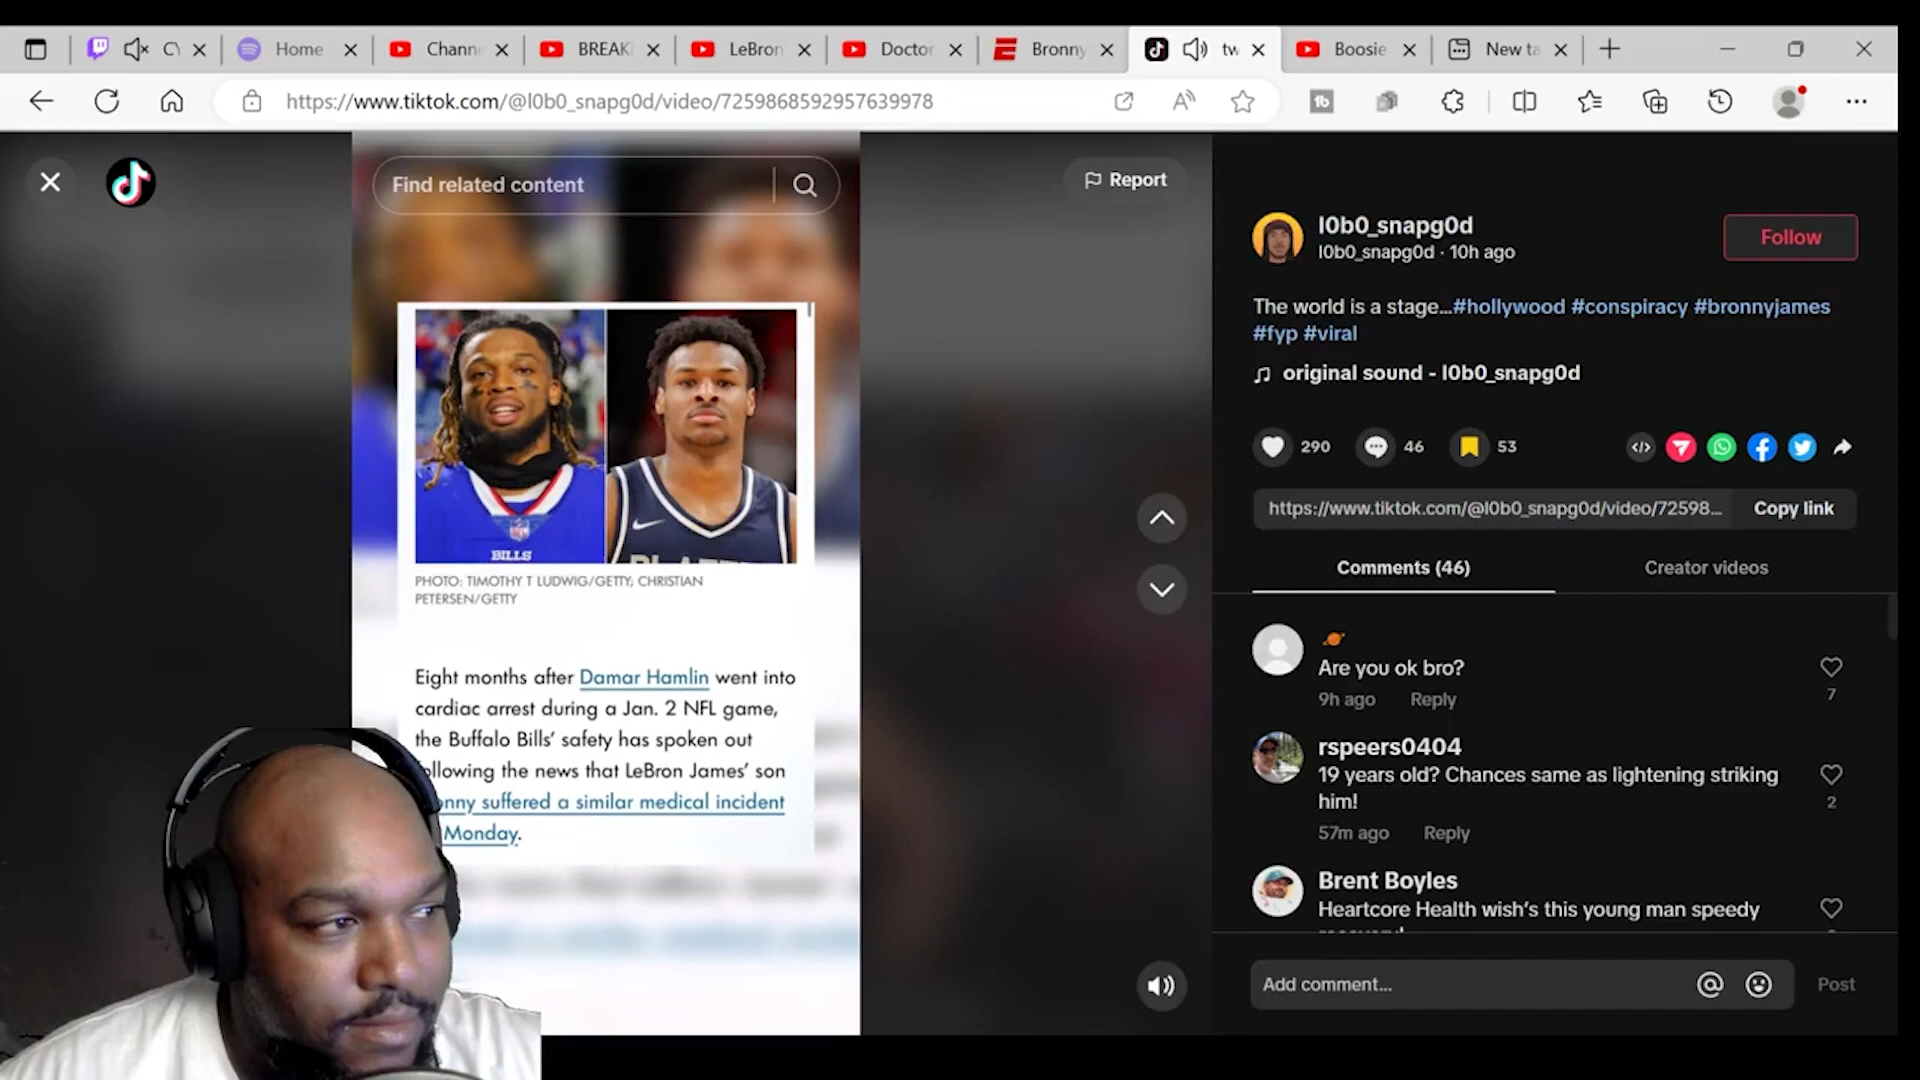 Home
Chann
BREAK
LeBron
Doctor
Bronny
tw
Boosie
New ta
https://www.tiktok.com/@l0b0_snapg0d/video/7259868592957639978
Find related content
Report
BILLS
PHOTO: TIMOTHY T LUDWIG/GETTY; CHRISTIAN
PETERSEN/GETTY
Eight months after Damar Hamlin went into
cardiac arrest during a Jan. 2 NFL game,
the Buffalo Bills' safety has spoken out
ollowing the news that LeBron James' son
onny suffered a similar medical incident
Monday.
l0b0_snapg0d
l0b0_snapg0d · 10h ago
Follow
The world is a stage...#hollywood #conspiracy #bronnyjames
#fyp #viral
original sound - l0b0_snapg0d
290
46
53
https://www.tiktok.com/@l0b0_snapg0d/video/72598...
Copy link
Comments (46)
Creator videos
Are you ok bro?
9h ago Reply
7
rspeers0404
19 years old? Chances same as lightening striking
him!
2
57m ago Reply
Brent Boyles
Heartcore Health wish's this young man speedy
Add comment...
Post